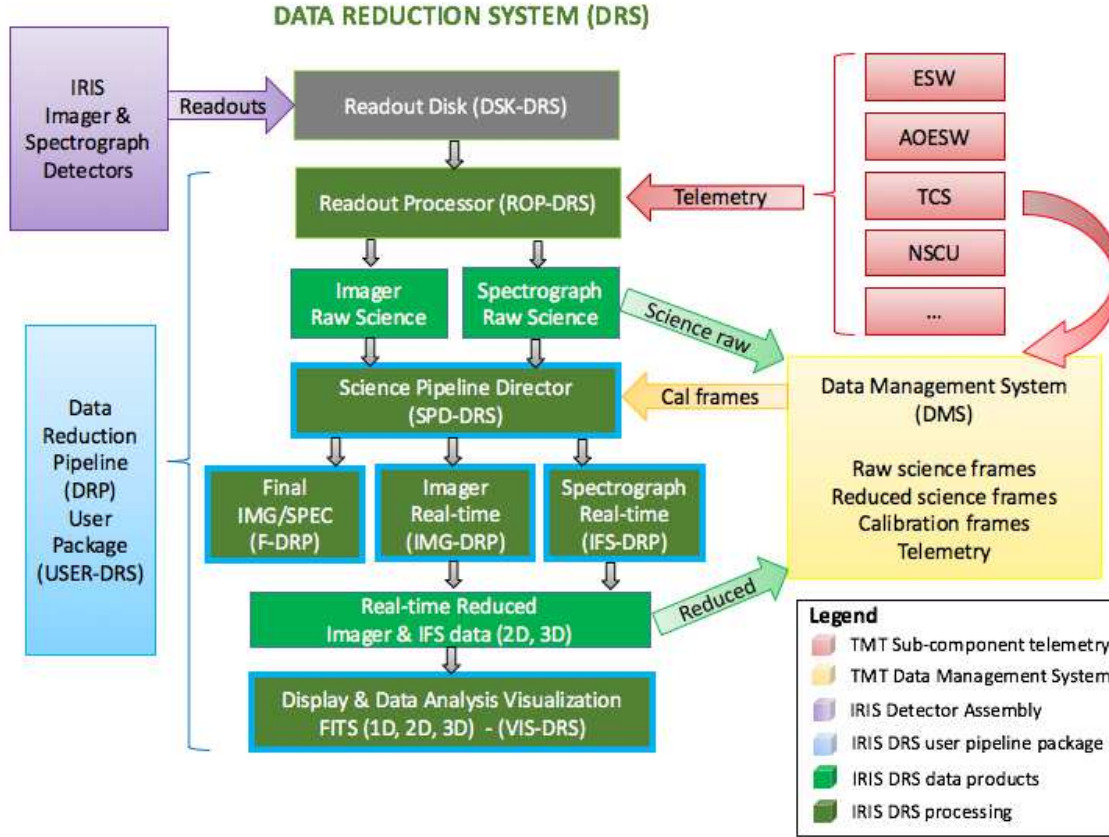 DATA REDUCTION SYSTEM (DRS)
IRIS
Imager &
Spectrograph
Detectors
Readouts
Readout Disk (DSK-DRS)
Readout Processor (ROP-DRS)
Telemetry
ESW
AOESW
TCS
NSCU
...
Imager
Raw Science
Spectrograph
Raw Science
Science raw
Science Pipeline Director
(SPD-DRS)
Cal frames
Data Management System
(DMS)
Raw science frames
Reduced science frames
Calibration frames
Telemetry
Data
Reduction
Pipeline
(DRP)
User
Package
(USER-DRS)
Final
IMG/SPEC
(F-DRP)
Imager
Real-time
(IMG-DRP)
Spectrograph
Real-time
(IFS-DRP)
Real-time Reduced
Imager & IFS data (2D, 3D)
Reduced
Display & Data Analysis Visualization
FITS (1D, 2D, 3D) - (VIS-DRS)
Legend
TMT Sub-component telemetry
TMT Data Management System
IRIS Detector Assembly
IRIS DRS user pipeline package
IRIS DRS data products
IRIS DRS processing